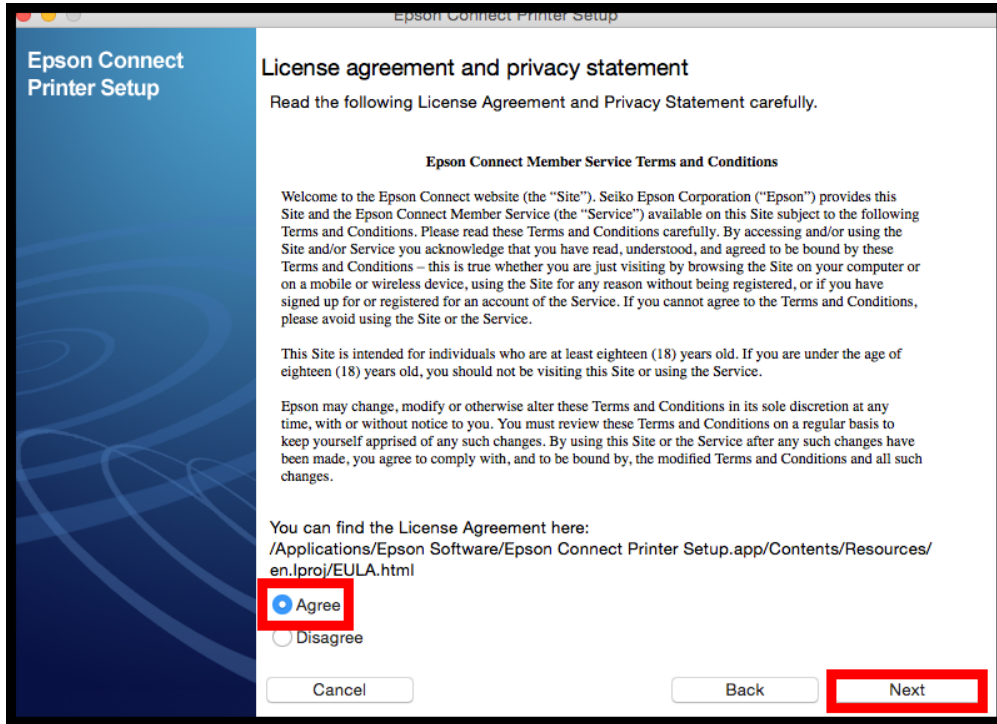 Epson Connect Printer Setup
Epson Connect
Printer Setup
License agreement and privacy statement
Read the following License Agreement and Privacy Statement carefully.
Epson Connect Member Service Terms and Conditions
Welcome to the Epson Connect website (the “Site”). Seiko Epson Corporation (“Epson”) provides this
Site and the Epson Connect Member Service (the “Service”) available on this Site subject to the following
Terms and Conditions. Please read these Terms and Conditions carefully. By accessing and/or using the
Site and/or Service you acknowledge that you have read, understood, and agreed to be bound by these
Terms and Conditions – this is true whether you are just visiting by browsing the Site on your computer or
on a mobile or wireless device, using the Site for any reason without being registered, or if you have
signed up for or registered for an account of the Service. If you cannot agree to the Terms and Conditions,
please avoid using the Site or the Service.
This Site is intended for individuals who are at least eighteen (18) years old. If you are under the age of
eighteen (18) years old, you should not be visiting this Site or using the Service.
Epson may change, modify or otherwise alter these Terms and Conditions in its sole discretion at any
time, with or without notice to you. You must review these Terms and Conditions on a regular basis to
keep yourself apprised of any such changes. By using this Site or the Service after any such changes have
been made, you agree to comply with, and to be bound by, the modified Terms and Conditions and all such
changes.
You can find the License Agreement here:
/Applications/Epson Software/Epson Connect Printer Setup.app/Contents/Resources/
en.lproj/EULA.html
Agree
Disagree
Cancel
Back
Next